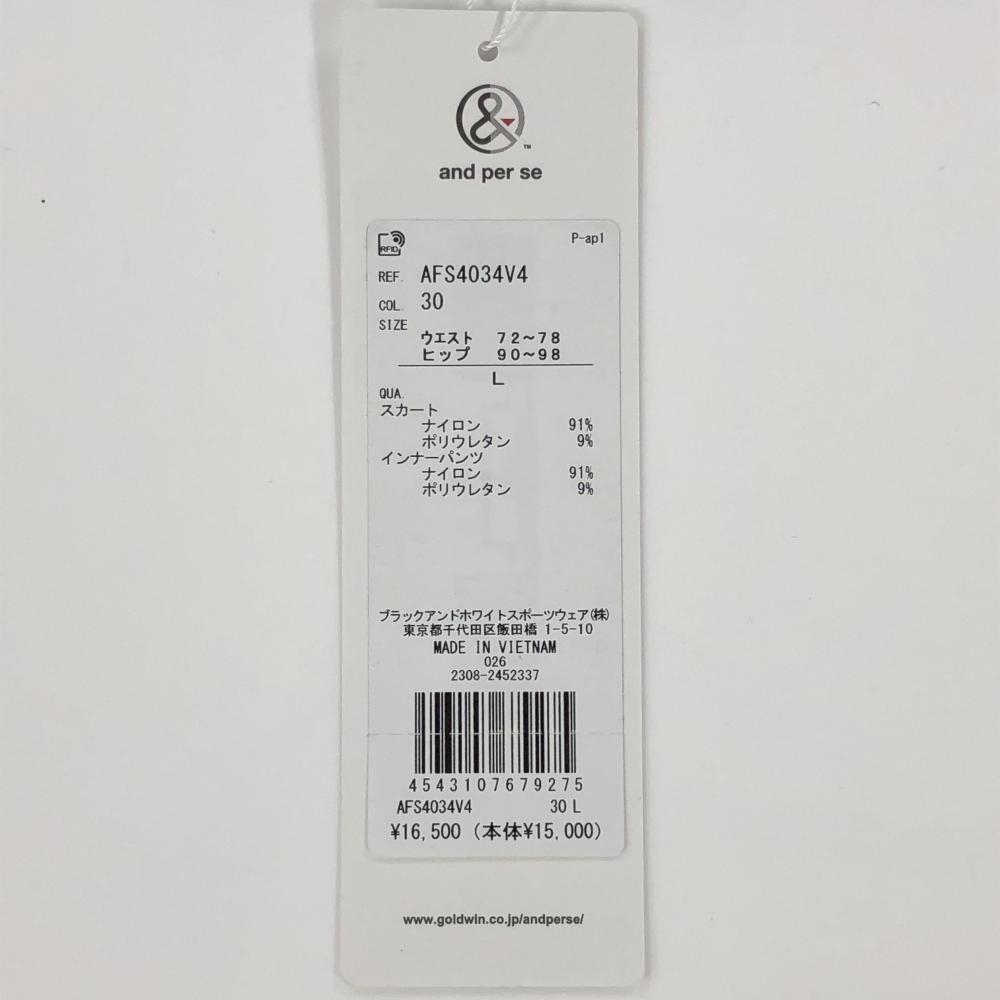 &
TM
and per se
RFID
P-ap1
REF. AFS4034V4
COL. 30
SIZE
ウエスト 72～78
ヒップ 90～98
L
QUA.
スカート
ナイロン 91%
ポリウレタン 9%
インナーパンツ
ナイロン 91%
ポリウレタン 9%
ブラックアンドホワイトスポーツウェア(株)
東京都千代田区飯田橋 1-5-10
MADE IN VIETNAM
026
2308-2452337
4543107679275
AFS4034V4 30 L
¥16,500 (本体¥15,000)
www.goldwin.co.jp/andperse/